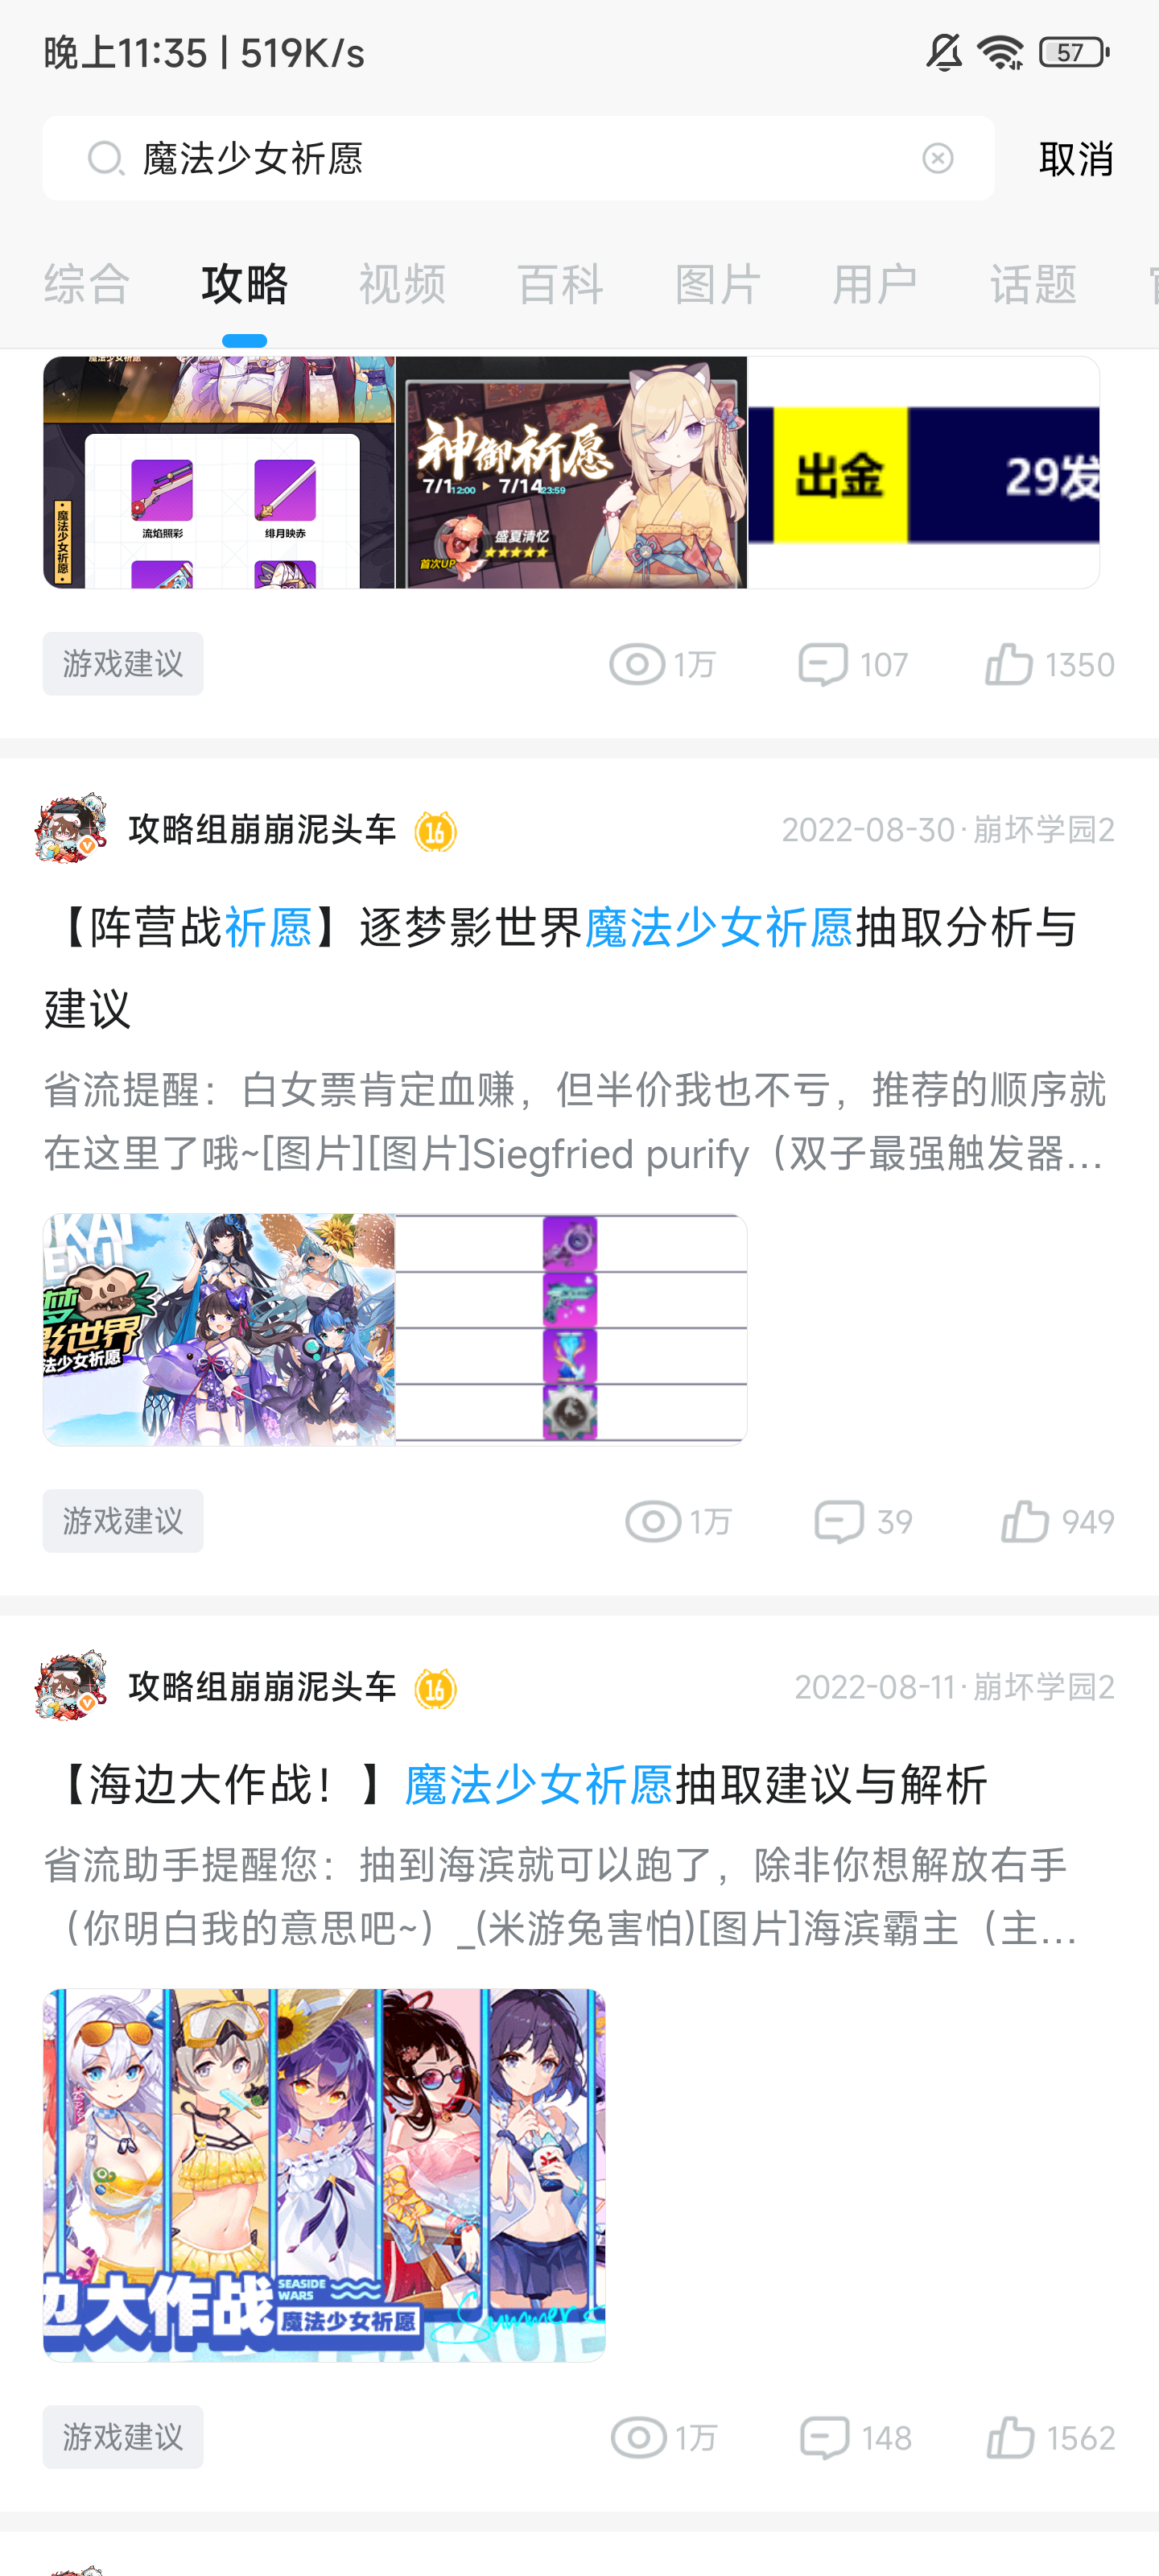 晚上11:35 | 519K/s
57
魔法少女祈愿
取消
综合 攻略 视频 百科 图片 用户 话题
魔法少女祈愿
流焰照彩
绯月映赤
魔法少女祈愿
神御祈愿
7/1 12:00 ▶ 7/14 23:59
盛夏清忆
★★★★★
首次UP
出金
29发
游戏建议
1万 107 1350
攻略组崩崩泥头车 16
2022-08-30·崩坏学园2
【阵营战祈愿】逐梦影世界魔法少女祈愿抽取分析与
建议
省流提醒：白女票肯定血赚，但半价我也不亏，推荐的顺序就
在这里了哦~[图片][图片]Siegfried purify（双子最强触发器...
梦
影世界
法少女祈愿
游戏建议
1万 39 949
攻略组崩崩泥头车 16
2022-08-11·崩坏学园2
【海边大作战！】魔法少女祈愿抽取建议与解析
省流助手提醒您：抽到海滨就可以跑了，除非你想解放右手
（你明白我的意思吧~）_(米游兔害怕)[图片]海滨霸主（主...
边大作战
SEASIDE
WARS
魔法少女祈愿
Summer
游戏建议
1万 148 1562